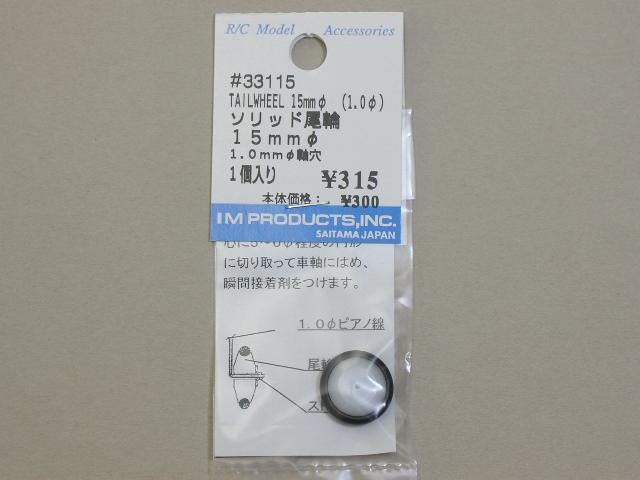 R/C Model Accessories
#33115
TAILWHEEL 15mmφ (1.0φ)
ソリッド尾輪
15mmφ
1.0mmφ軸穴
1個入り ¥315
本体価格: ¥300
IM PRODUCTS,INC.
SAITAMA JAPAN
に切り取って車軸にはめ、
瞬間接着剤をつけます。
1.0φピアノ線
尾輪